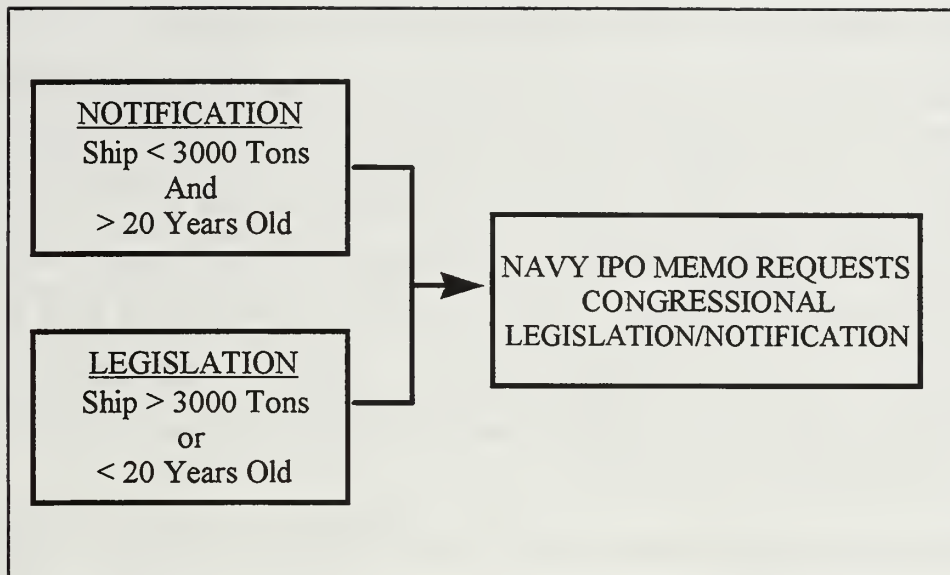 NOTIFICATION
Ship < 3000 Tons
And
> 20 Years Old
LEGISLATION
Ship > 3000 Tons
or
< 20 Years Old
NAVY IPO MEMO REQUESTS
CONGRESSIONAL
LEGISLATION/NOTIFICATION